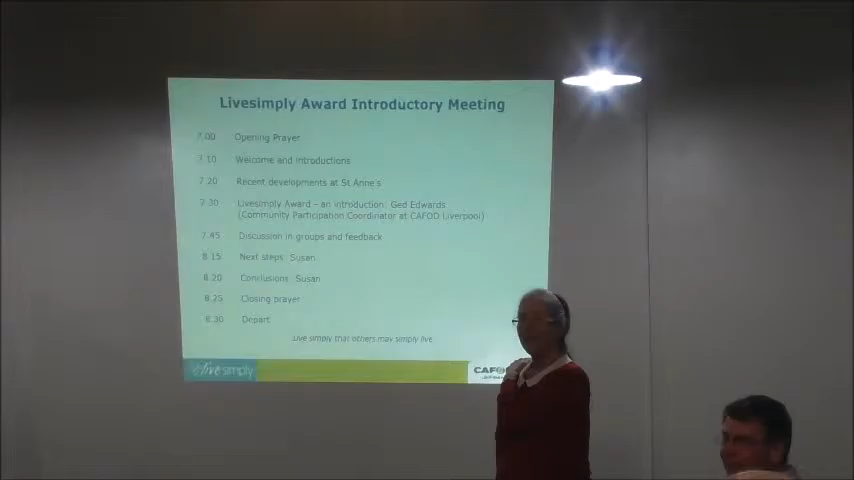 Livesimply Award Introductory Meeting
7.00 Opening Prayer
7.10 Welcome and introductions
7.20 Recent developments at St Anne's
7.30 Livesimply Award – an introduction: Ged Edwards
(Community Participation Coordinator at CAFOD Liverpool)
7.45 Discussion in groups and feedback
8.15 Next steps: Susan
8.20 Conclusions: Susan
8.25 Closing prayer
8.30 Depart
Live simply that others may simply live
live simply
CAFO